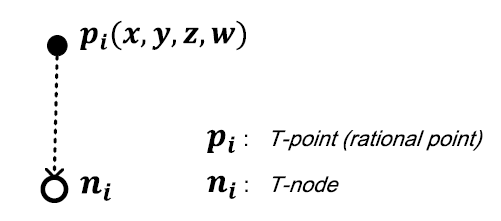 pᵢ(x, y, z, w)
nᵢ
pᵢ : T-point (rational point)
nᵢ : T-node